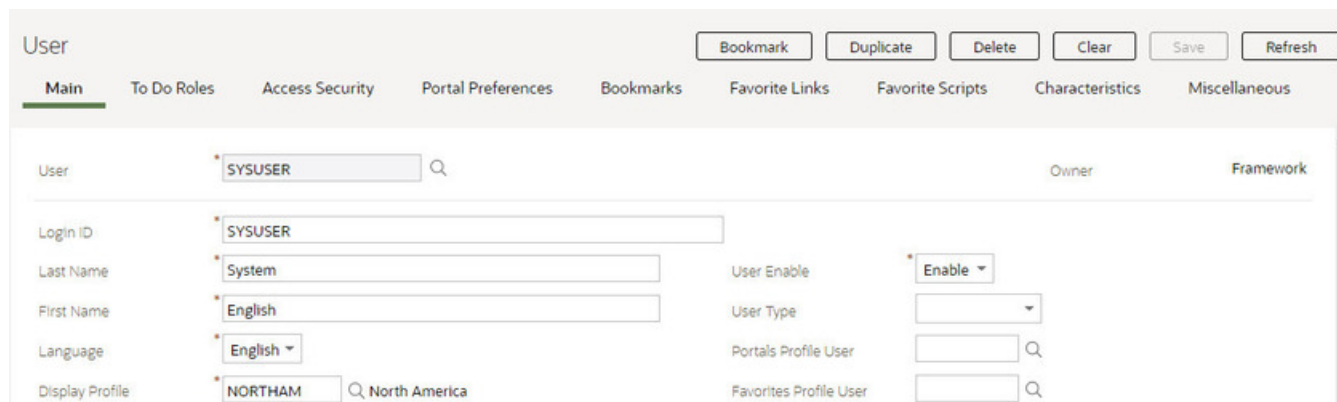 User Bookmark Duplicate Delete Clear Save Refresh
Main To Do Roles Access Security Portal Preferences Bookmarks Favorite Links Favorite Scripts Characteristics Miscellaneous
User * SYSUSER Owner Framework
Login ID * SYSUSER
Last Name * System User Enable * Enable
First Name * English User Type
Language * English Portals Profile User
Display Profile * NORTHAM North America Favorites Profile User